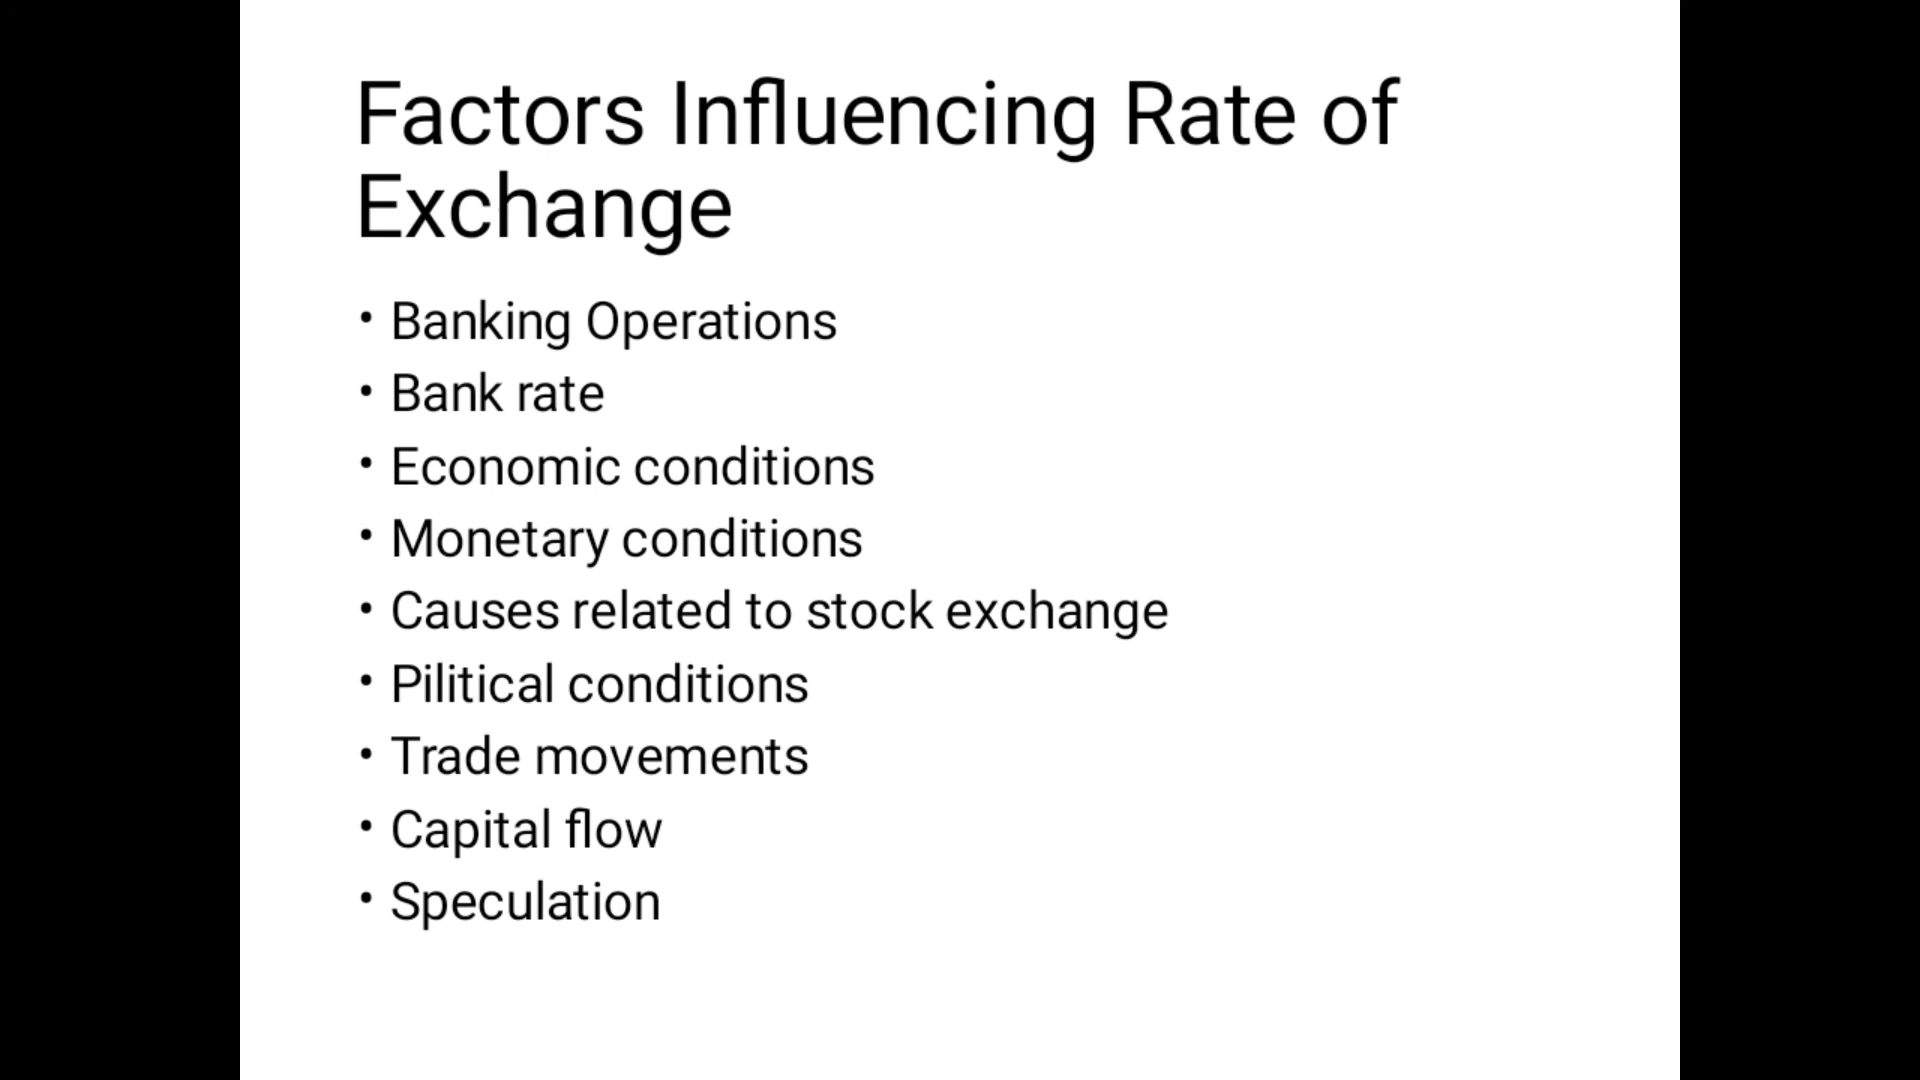 Factors Influencing Rate of
Exchange
• Banking Operations
• Bank rate
• Economic conditions
• Monetary conditions
• Causes related to stock exchange
• Pilitical conditions
• Trade movements
• Capital flow
• Speculation